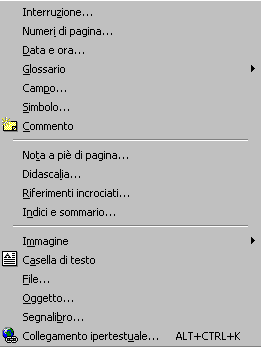 Interruzione...
Numeri di pagina...
Data e ora...
Glossario
Campo...
Simbolo...
Commento
Nota a piè di pagina...
Didascalia...
Riferimenti incrociati...
Indici e sommario...
Immagine
Casella di testo
File...
Oggetto...
Segnalibro...
Collegamento ipertestuale... ALT+CTRL+K